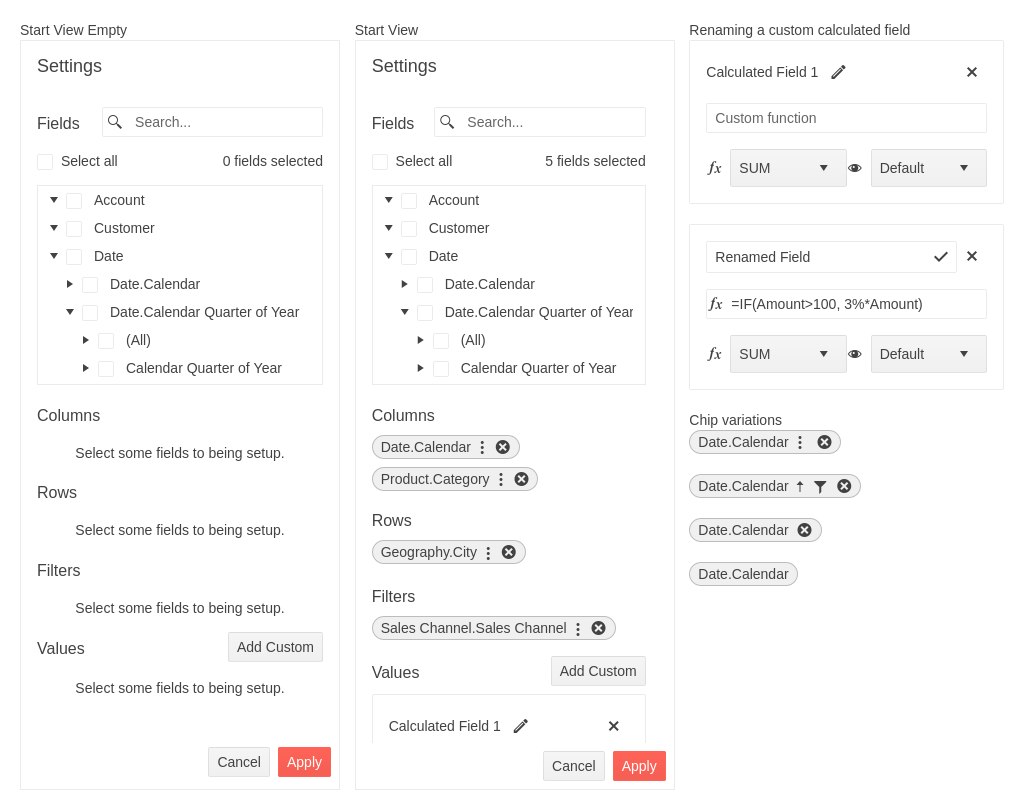 Start View Empty
Settings
Fields
Search...
Select all
0 fields selected
Account
Customer
Date
Date.Calendar
Date.Calendar Quarter of Year
(All)
Calendar Quarter of Year
Columns
Select some fields to being setup.
Rows
Select some fields to being setup.
Filters
Select some fields to being setup.
Values
Add Custom
Select some fields to being setup.
Cancel
Apply
Start View
Settings
Fields
Search...
Select all
5 fields selected
Account
Customer
Date
Date.Calendar
Date.Calendar Quarter of Year
(All)
Calendar Quarter of Year
Columns
Date.Calendar
Product.Category
Rows
Geography.City
Filters
Sales Channel.Sales Channel
Values
Add Custom
Calculated Field 1
Cancel
Apply
Renaming a custom calculated field
Calculated Field 1
Custom function
fx SUM
Default
Renamed Field
fx =IF(Amount>100, 3%*Amount)
fx SUM
Default
Chip variations
Date.Calendar
Date.Calendar
Date.Calendar
Date.Calendar